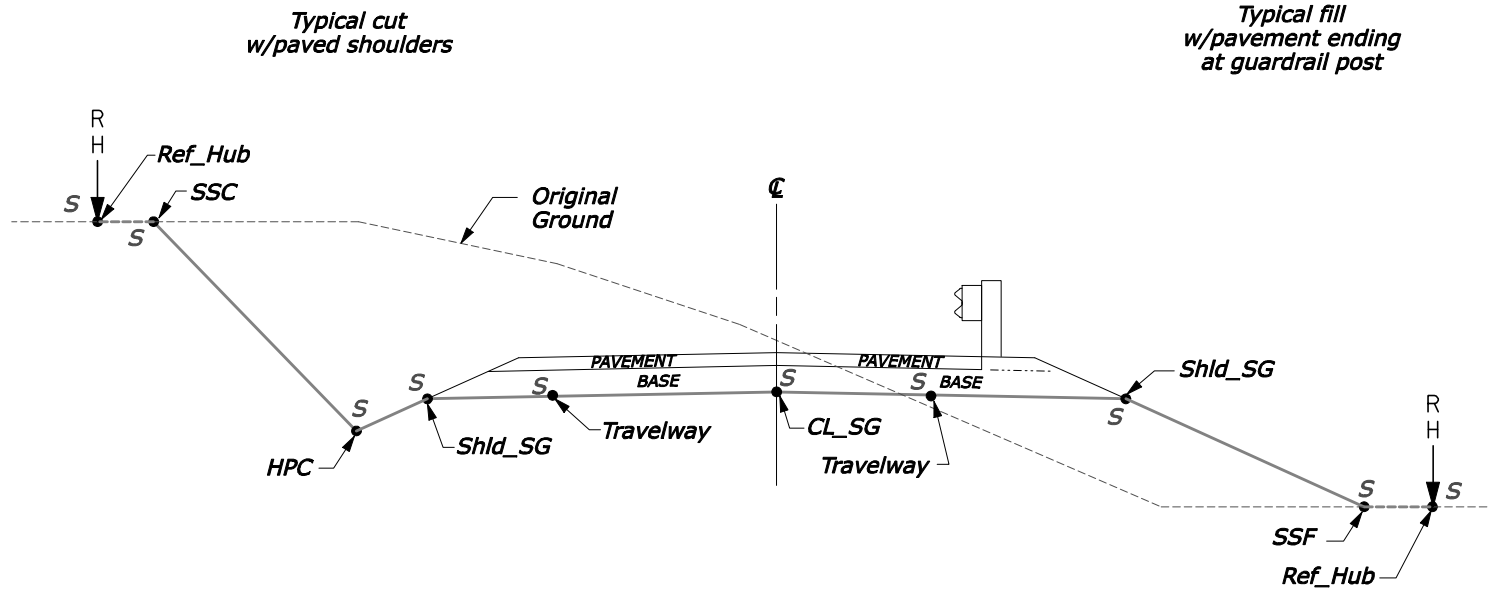 Typical cut
w/paved shoulders
Typical fill
w/pavement ending
at guardrail post
R
H
Ref_Hub
S
SSC
S
Original
Ground
℄
PAVEMENT
PAVEMENT
BASE
BASE
S
S
S
S
S
Shld_SG
S
HPC
Shld_SG
Travelway
CL_SG
Travelway
S
R
H
S
S
SSF
Ref_Hub